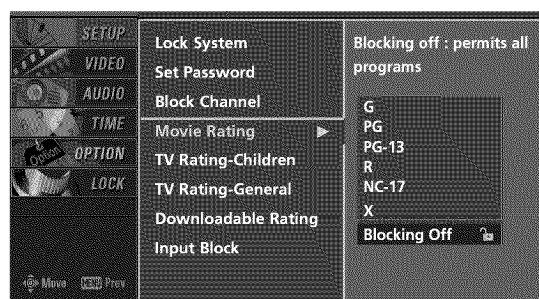 SETUP
VIDEO
AUDIO
TIME
Option
OPTION
LOCK
Move
MENU
Prev
Lock System
Set Password
Block Channel
Movie Rating
TV Rating-Children
TV Rating-General
Downloadable Rating
Input Block
Blocking off : permits all
programs
G
PG
PG-13
R
NC-17
X
Blocking Off